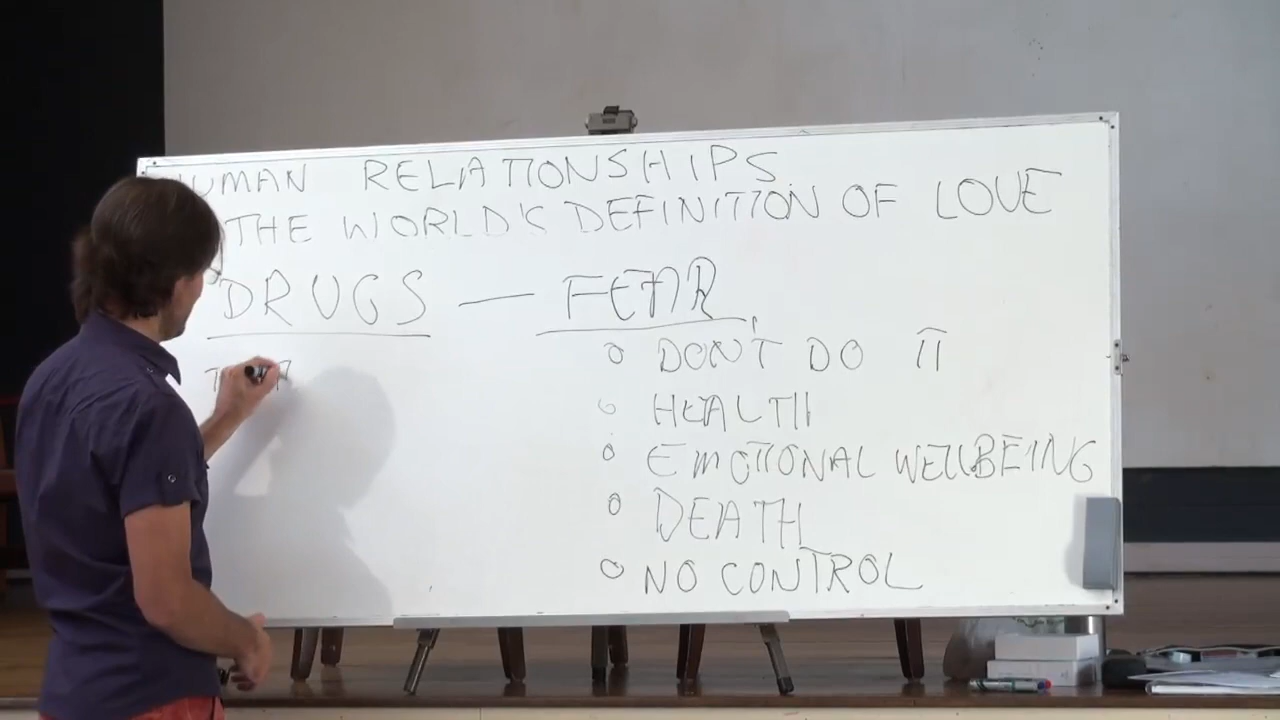 HUMAN RELATIONSHIPS
THE WORLD'S DEFINITION OF LOVE
DRUGS — FEAR
DON'T DO IT
HEALTH
EMOTIONAL WELLBEING
DEATH
NO CONTROL